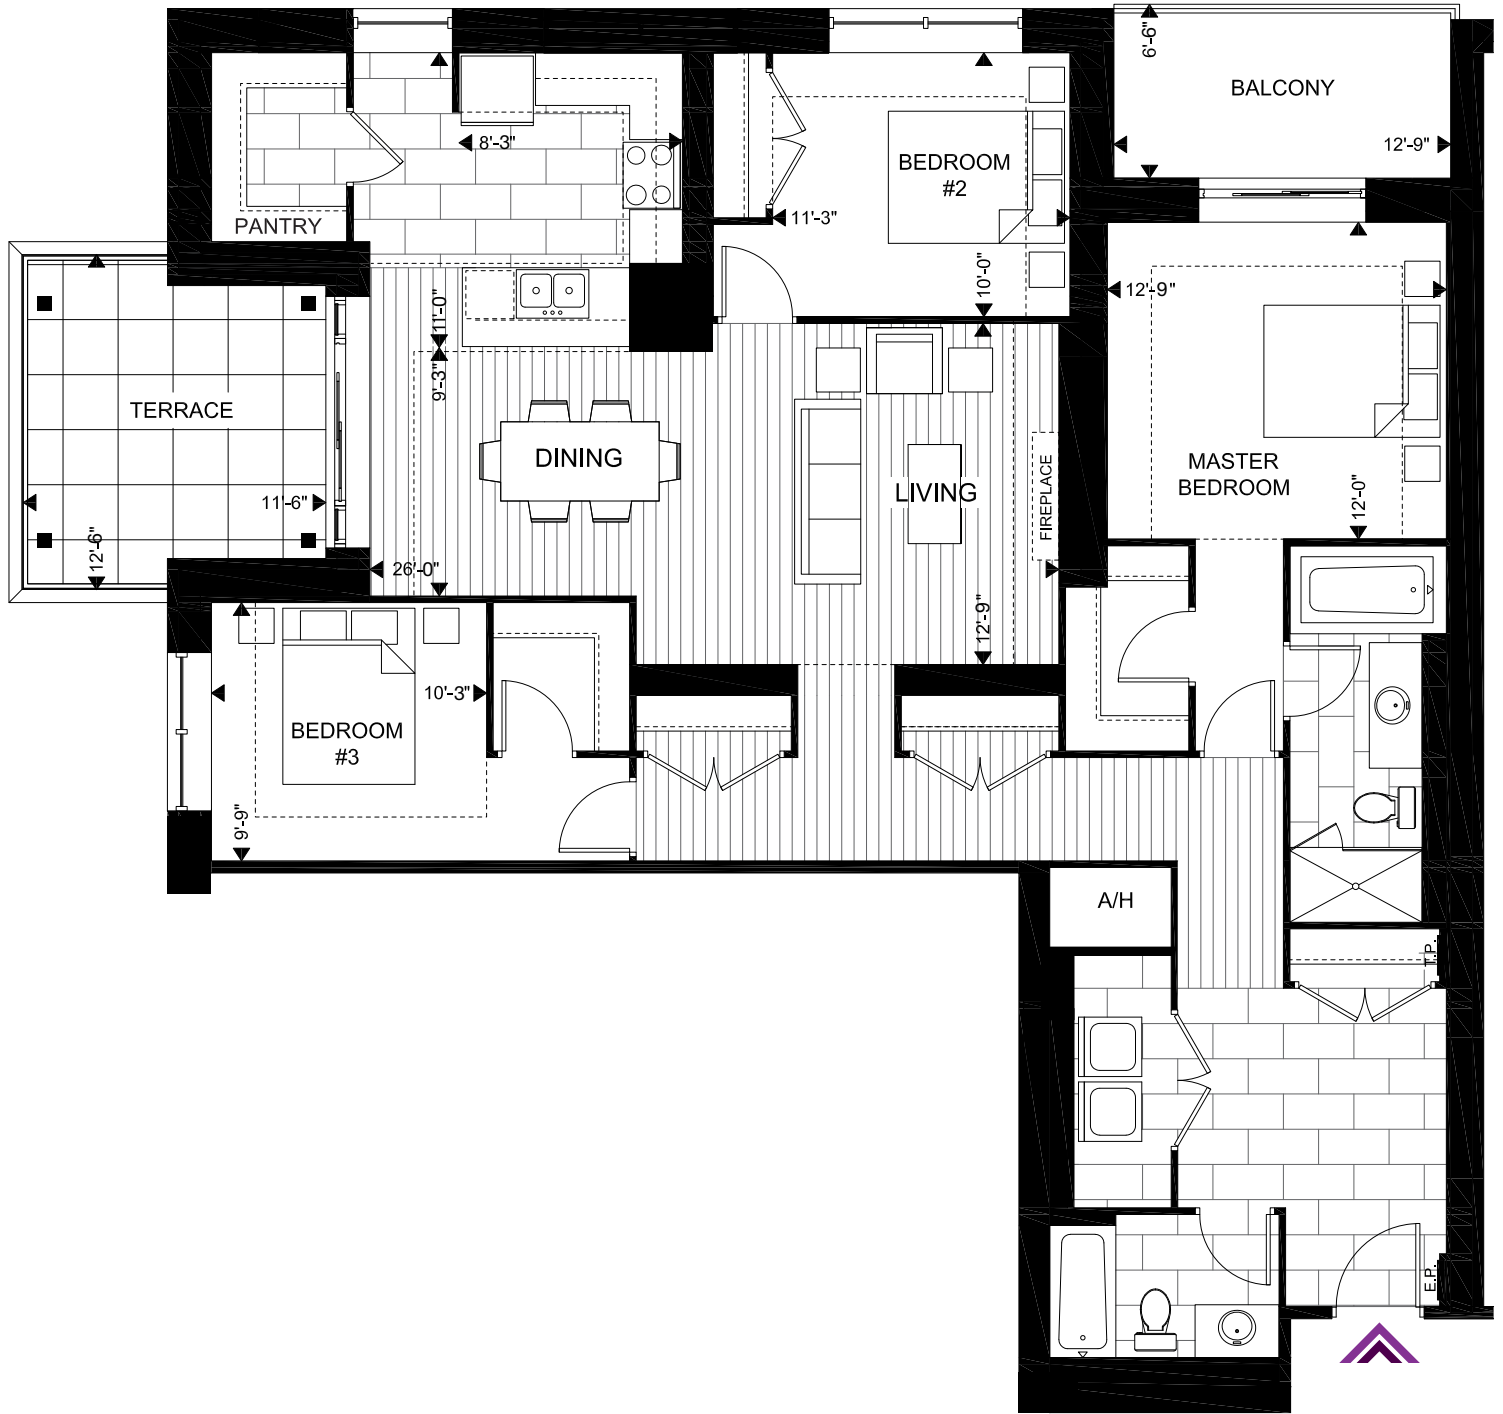 6'-6"
BALCONY
12'-9"
8'-3"
BEDROOM
#2
11'-3"
PANTRY
10'-0"
12'-9"
11'-0"
9'-3"
TERRACE
DINING
LIVING
FIREPLACE
MASTER
BEDROOM
11'-6"
12'-6"
12'-0"
26'-0"
12'-9"
10'-3"
BEDROOM
#3
9'-9"
A/H
T.P.
E.P.